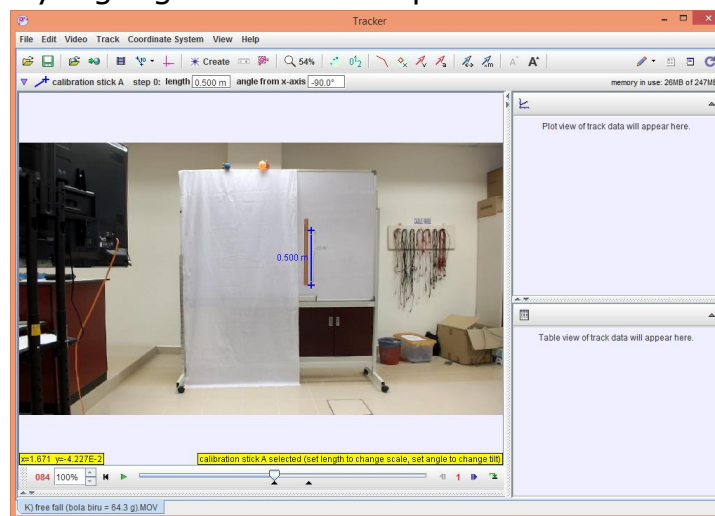 Tracker
File Edit Video Track Coordinate System View Help
Create 54%
calibration stick A step 0: length 0.500 m angle from x-axis -90.0°
memory in use: 26MB of 247MB
Plot view of track data will appear here.
0.500 m
Table view of track data will appear here.
x=1.671 y=-4.227E-2
calibration stick A selected (set length to change scale, set angle to change tilt)
084 100% 1
K) free fall (bola biru = 64.3 g).MOV